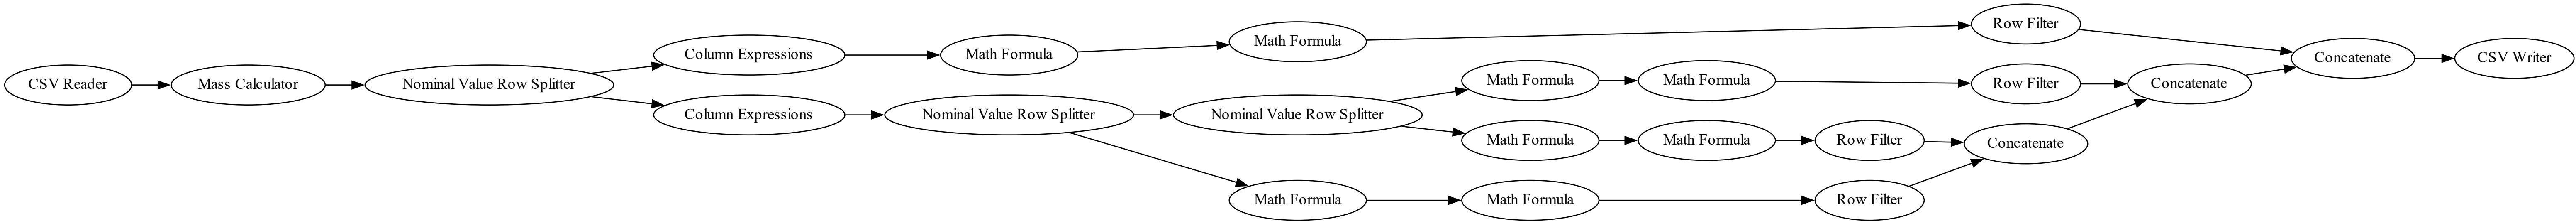 CSV Reader
Mass Calculator
Nominal Value Row Splitter
Column Expressions
Math Formula
Math Formula
Row Filter
Column Expressions
Nominal Value Row Splitter
Nominal Value Row Splitter
Math Formula
Math Formula
Row Filter
Math Formula
Math Formula
Row Filter
Math Formula
Math Formula
Row Filter
Concatenate
Concatenate
Concatenate
CSV Writer